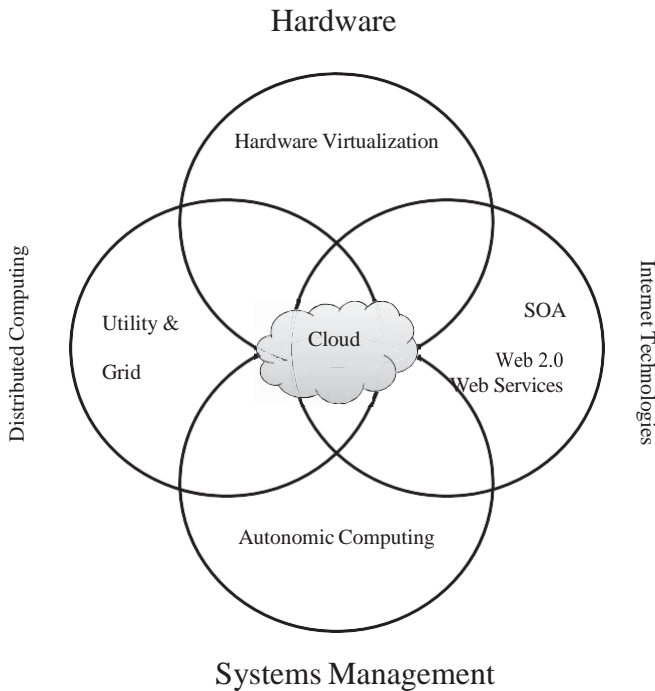 Hardware
Hardware Virtualization
Distributed Computing
Utility &
Grid
Cloud
SOA
Web 2.0
Web Services
Internet Technologies
Autonomic Computing
Systems Management